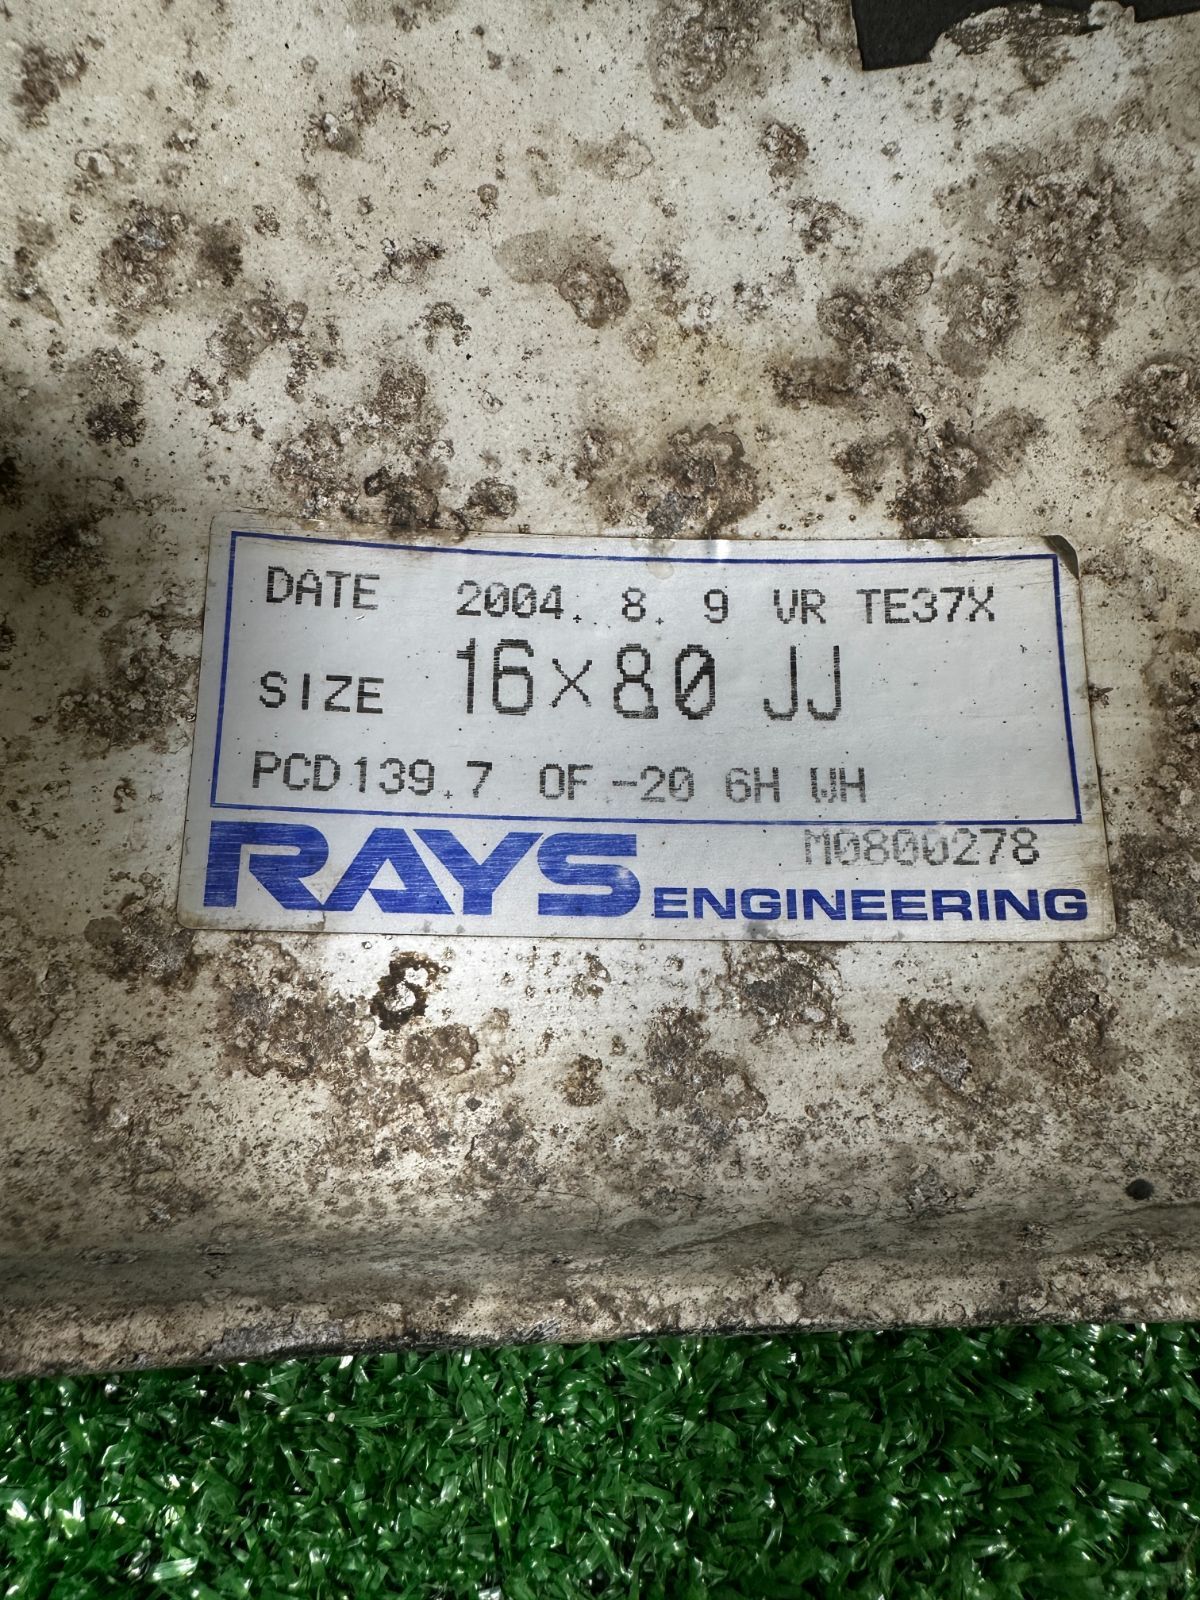 DATE 2004. 8. 9 VR TE37X
SIZE 16×8.0 JJ
PCD139.7 OF -20 6H WH
M0800278
RAYS ENGINEERING